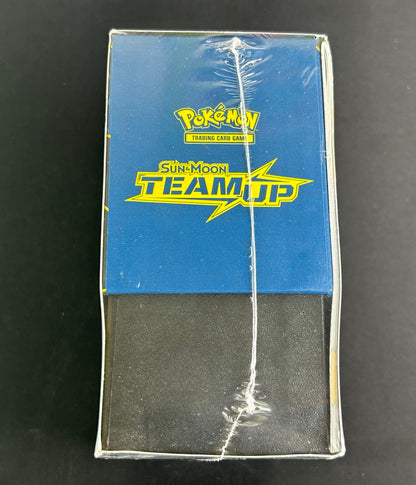 POKéMON
TRADING CARD GAME
SUN & MOON
TEAM UP